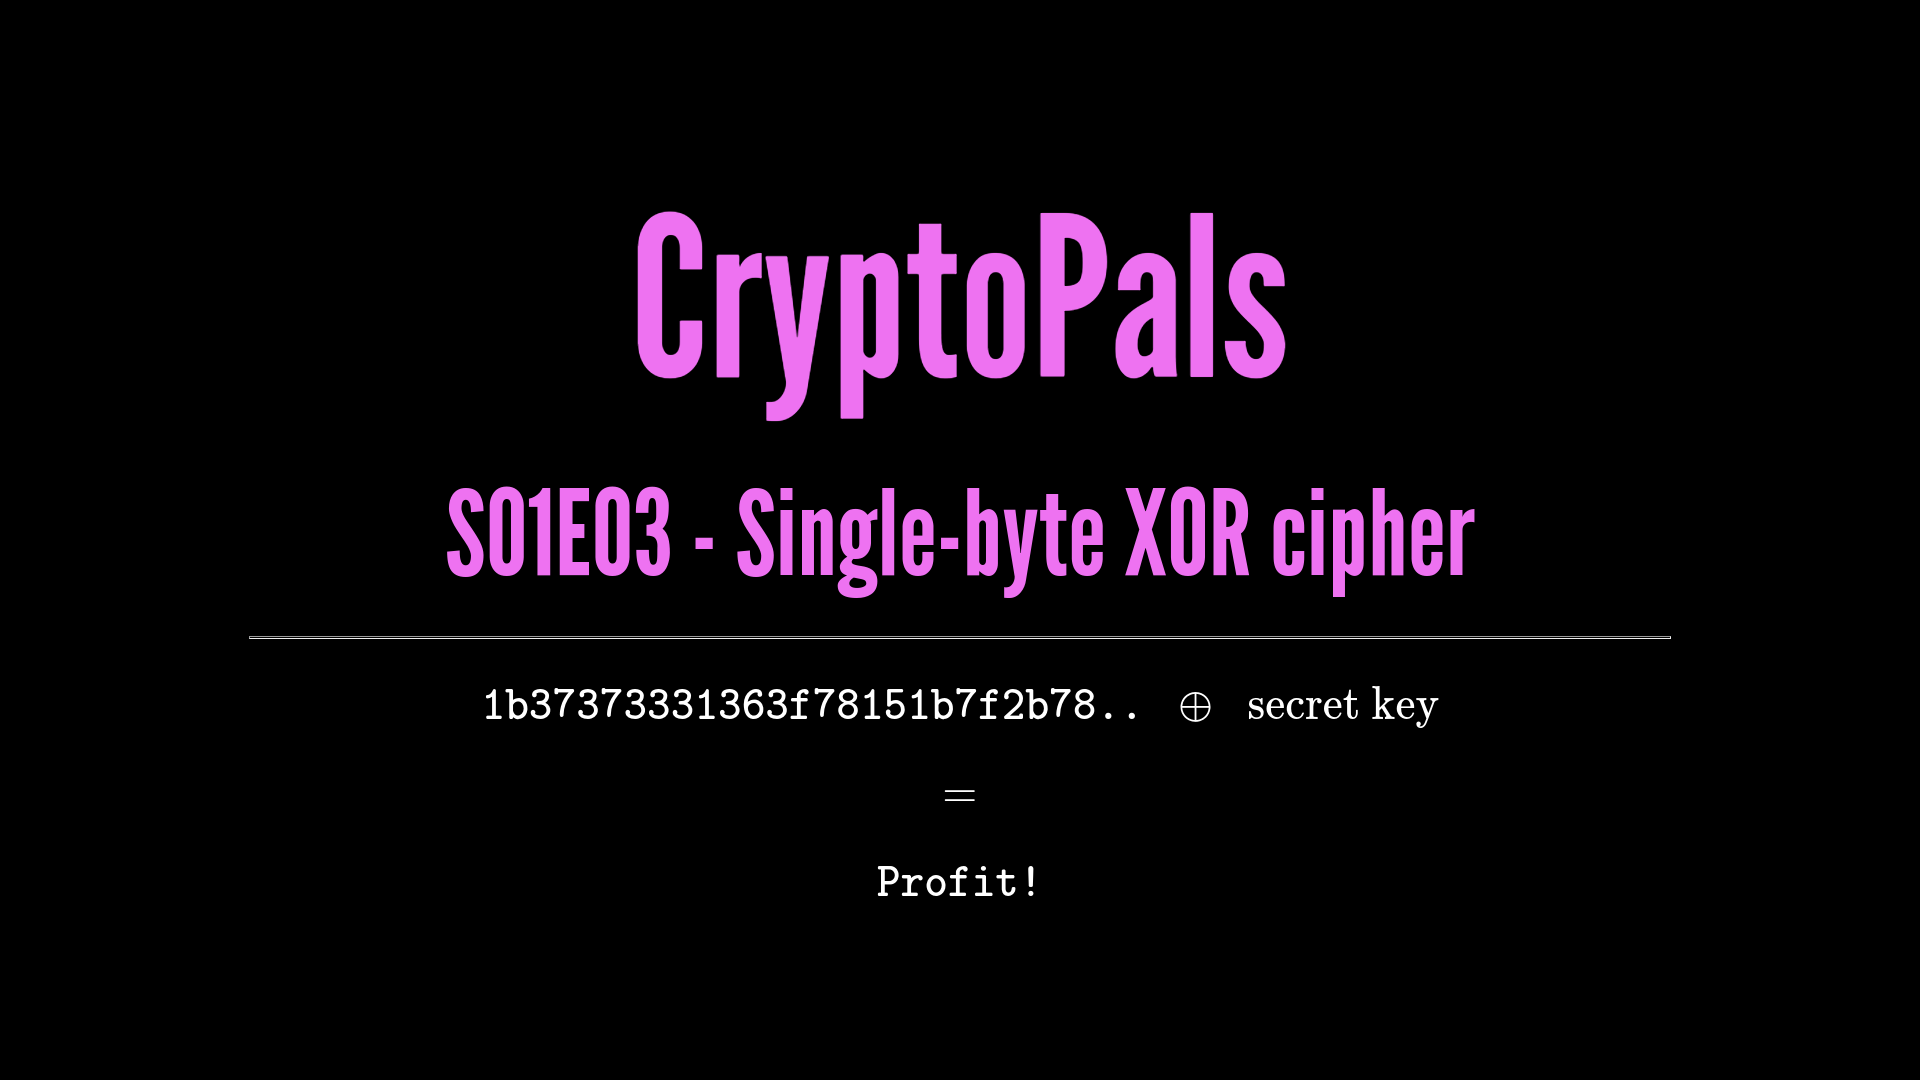 CryptoPals
S01E03 - Single-byte XOR cipher
1b37373331363f78151b7f2b78.. ⊕ secret key
=
Profit!